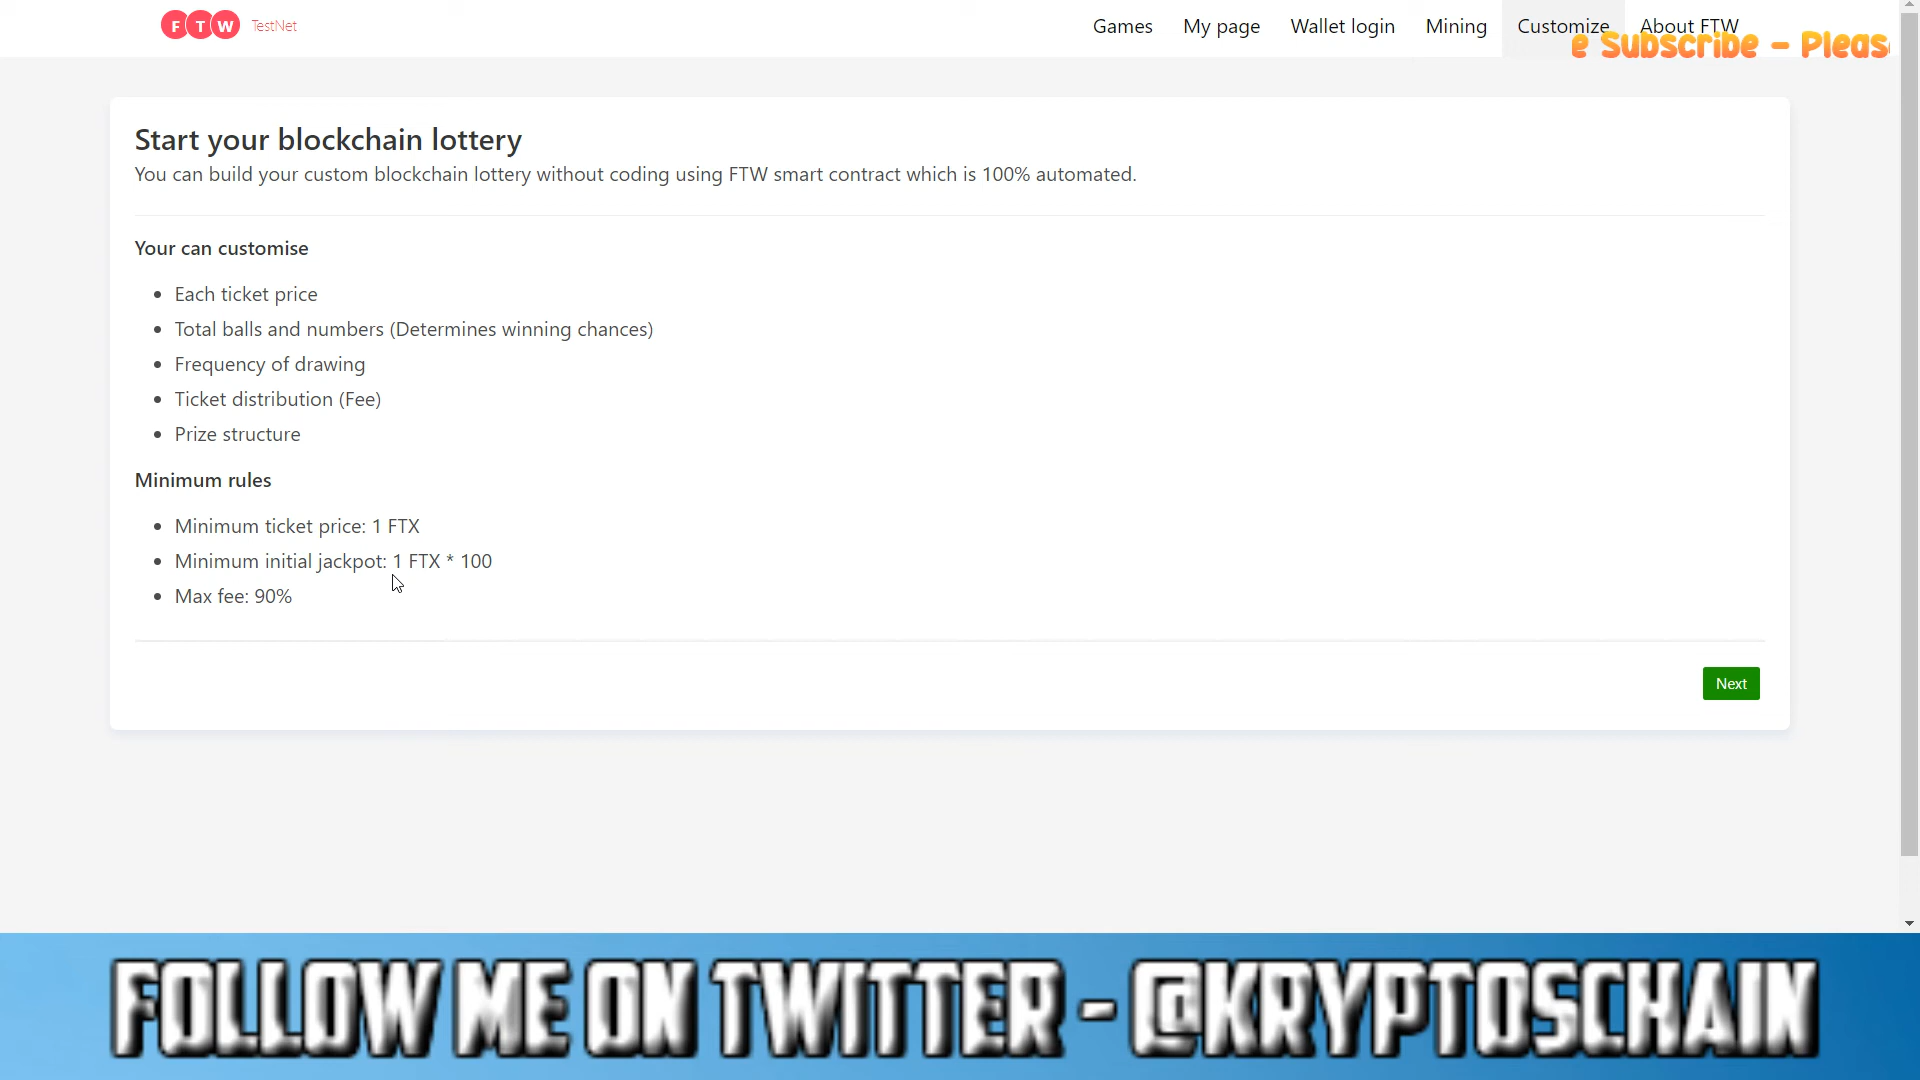 F T W TestNet Games My page Wallet login Mining Customize About FTW
e Subscribe - Pleas
Start your blockchain lottery
You can build your custom blockchain lottery without coding using FTW smart contract which is 100% automated.
Your can customise
• Each ticket price
• Total balls and numbers (Determines winning chances)
• Frequency of drawing
• Ticket distribution (Fee)
• Prize structure
Minimum rules
• Minimum ticket price: 1 FTX
• Minimum initial jackpot: 1 FTX * 100
• Max fee: 90%
Next
FOLLOW ME ON TWITTER - @KRYPTOSCHAIN